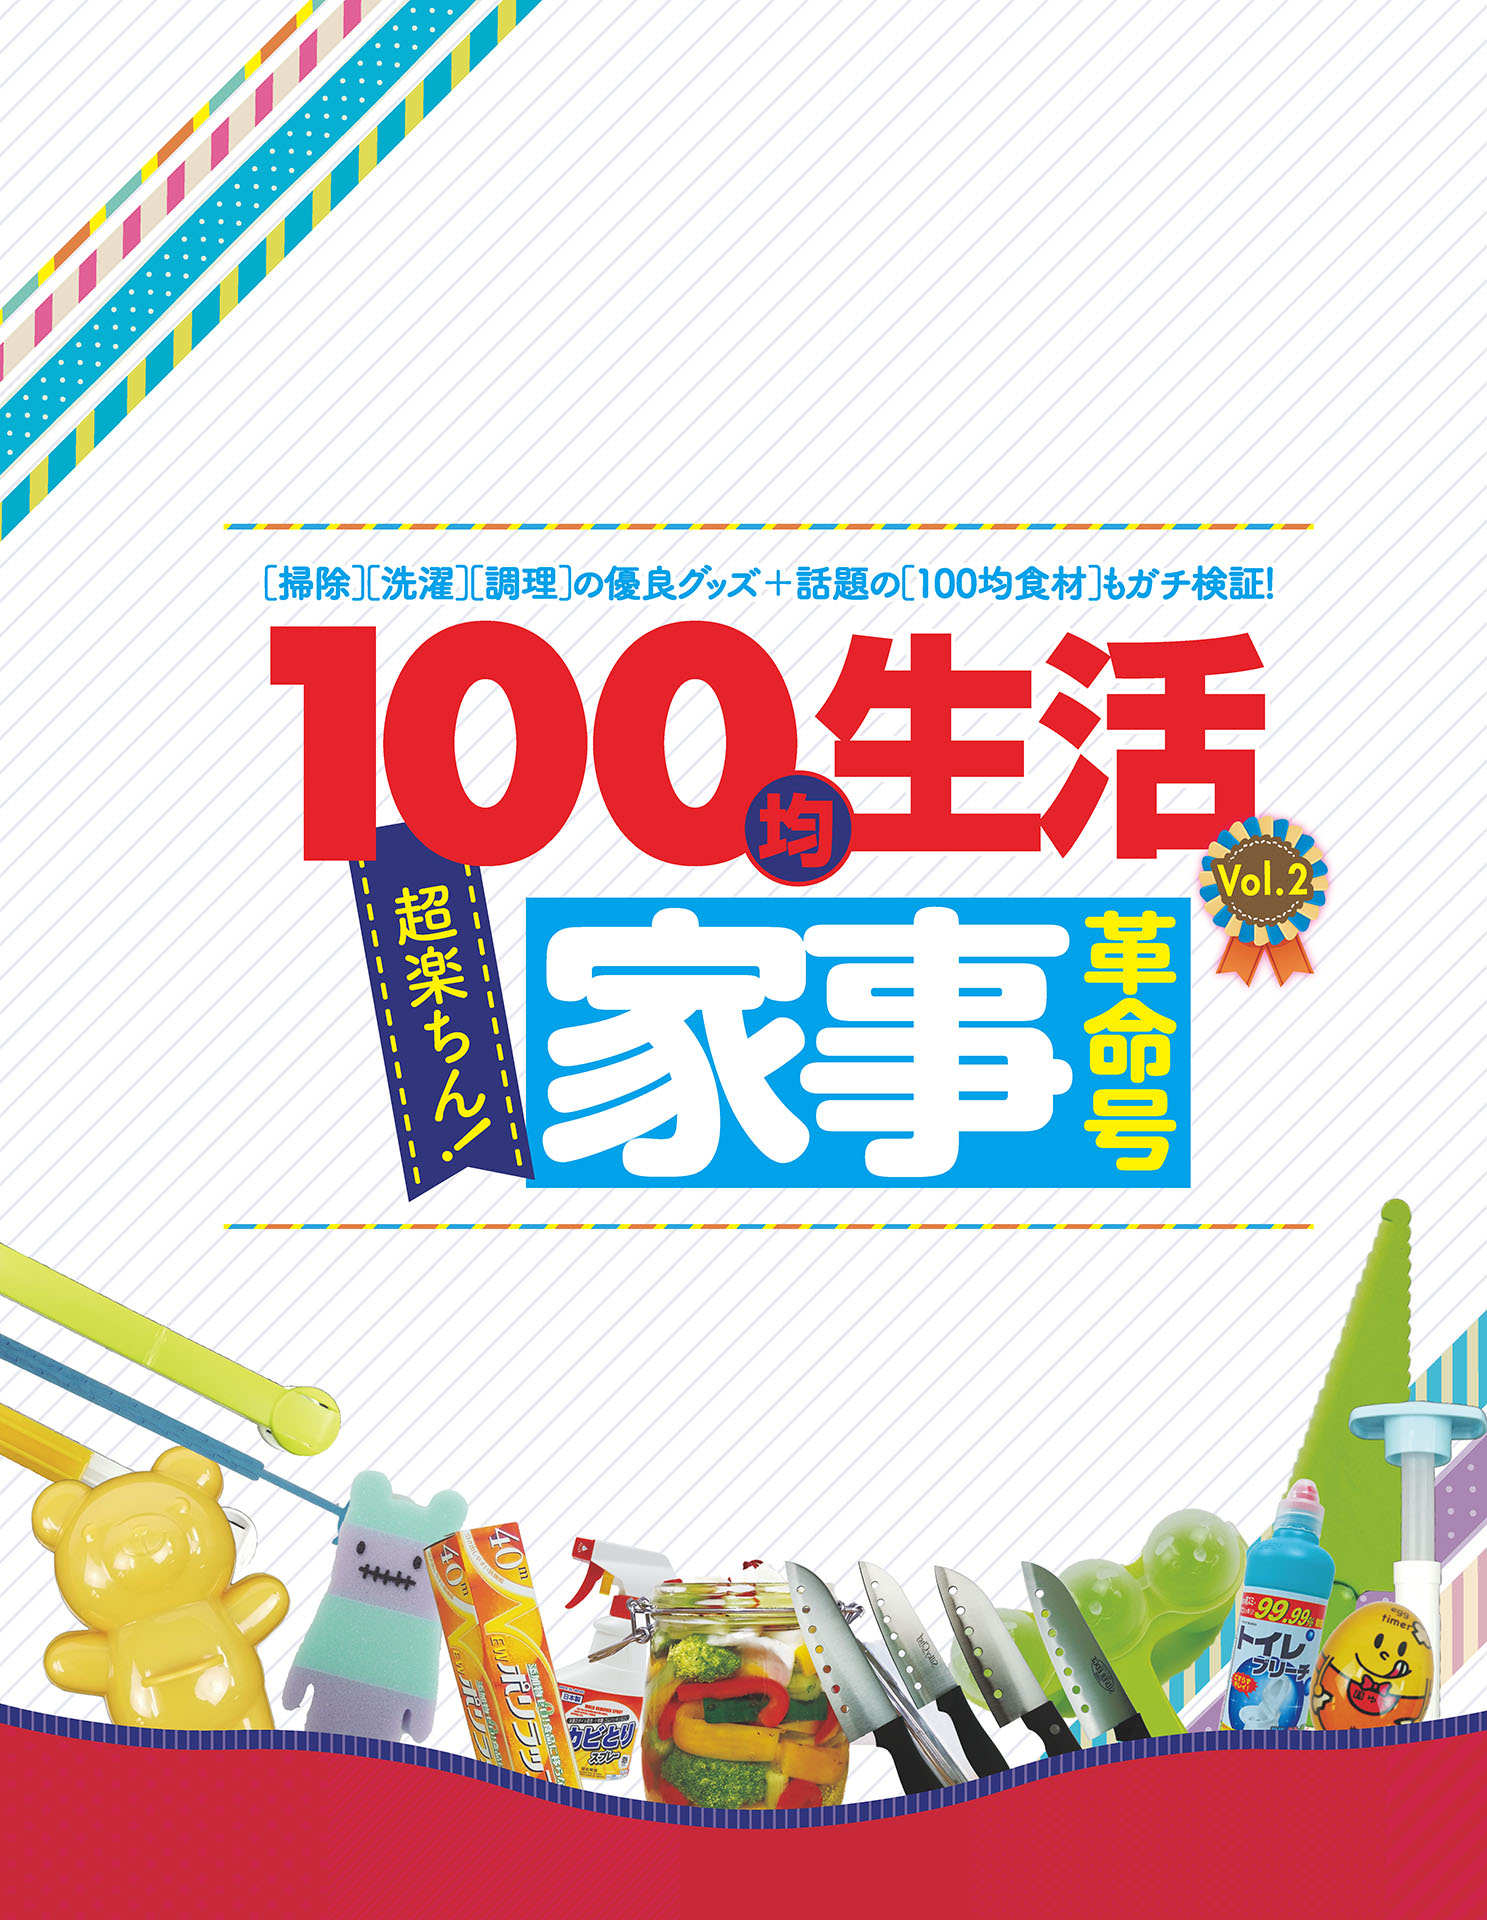 [掃除][洗濯][調理]の優良グッズ+話題の[100均食材]もガチ検証!
100均生活
Vol.2
超楽ちん!
家事
革命号
40m
40m
E.W.ポリラッ
日本製
カビとり
スプレー
99.99%
トイレ
ブリーチ
egg
timer